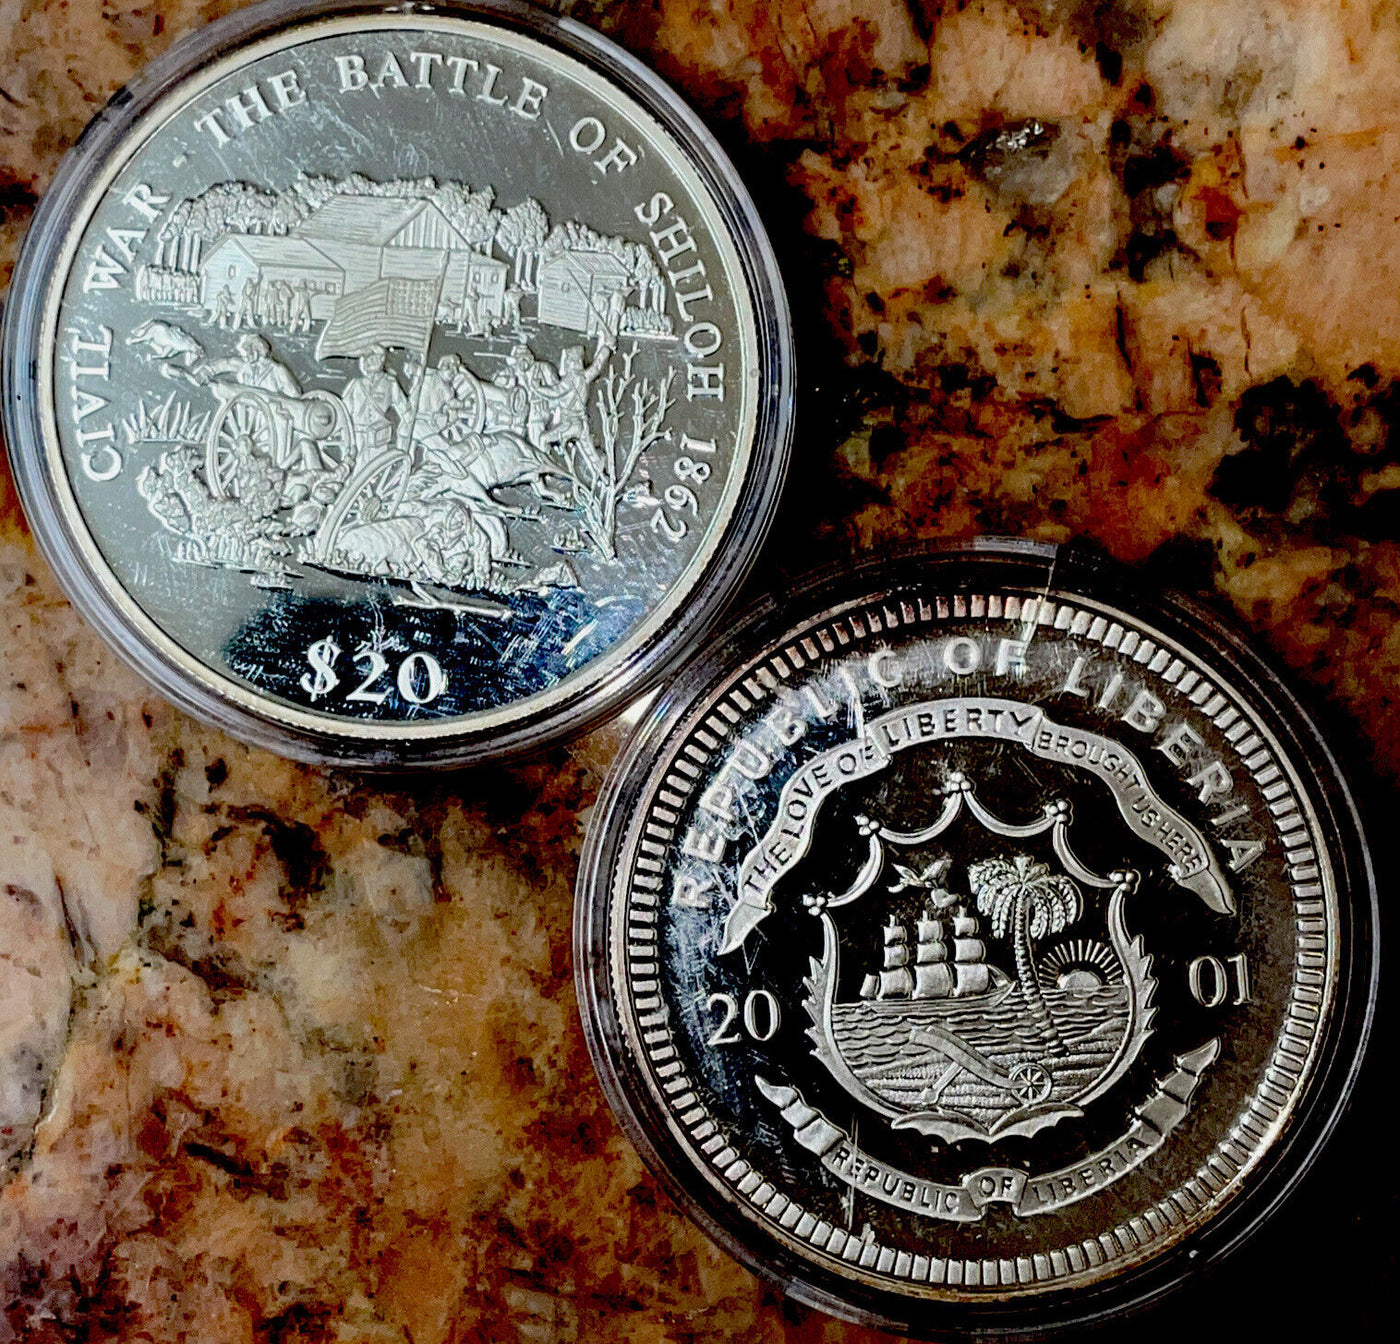 CIVIL WAR THE BATTLE OF SHILOH 1862
$20
REPUBLIC OF LIBERIA
THE LOVE OF LIBERTY BROUGHT US HERE
20 01
REPUBLIC OF LIBERIA